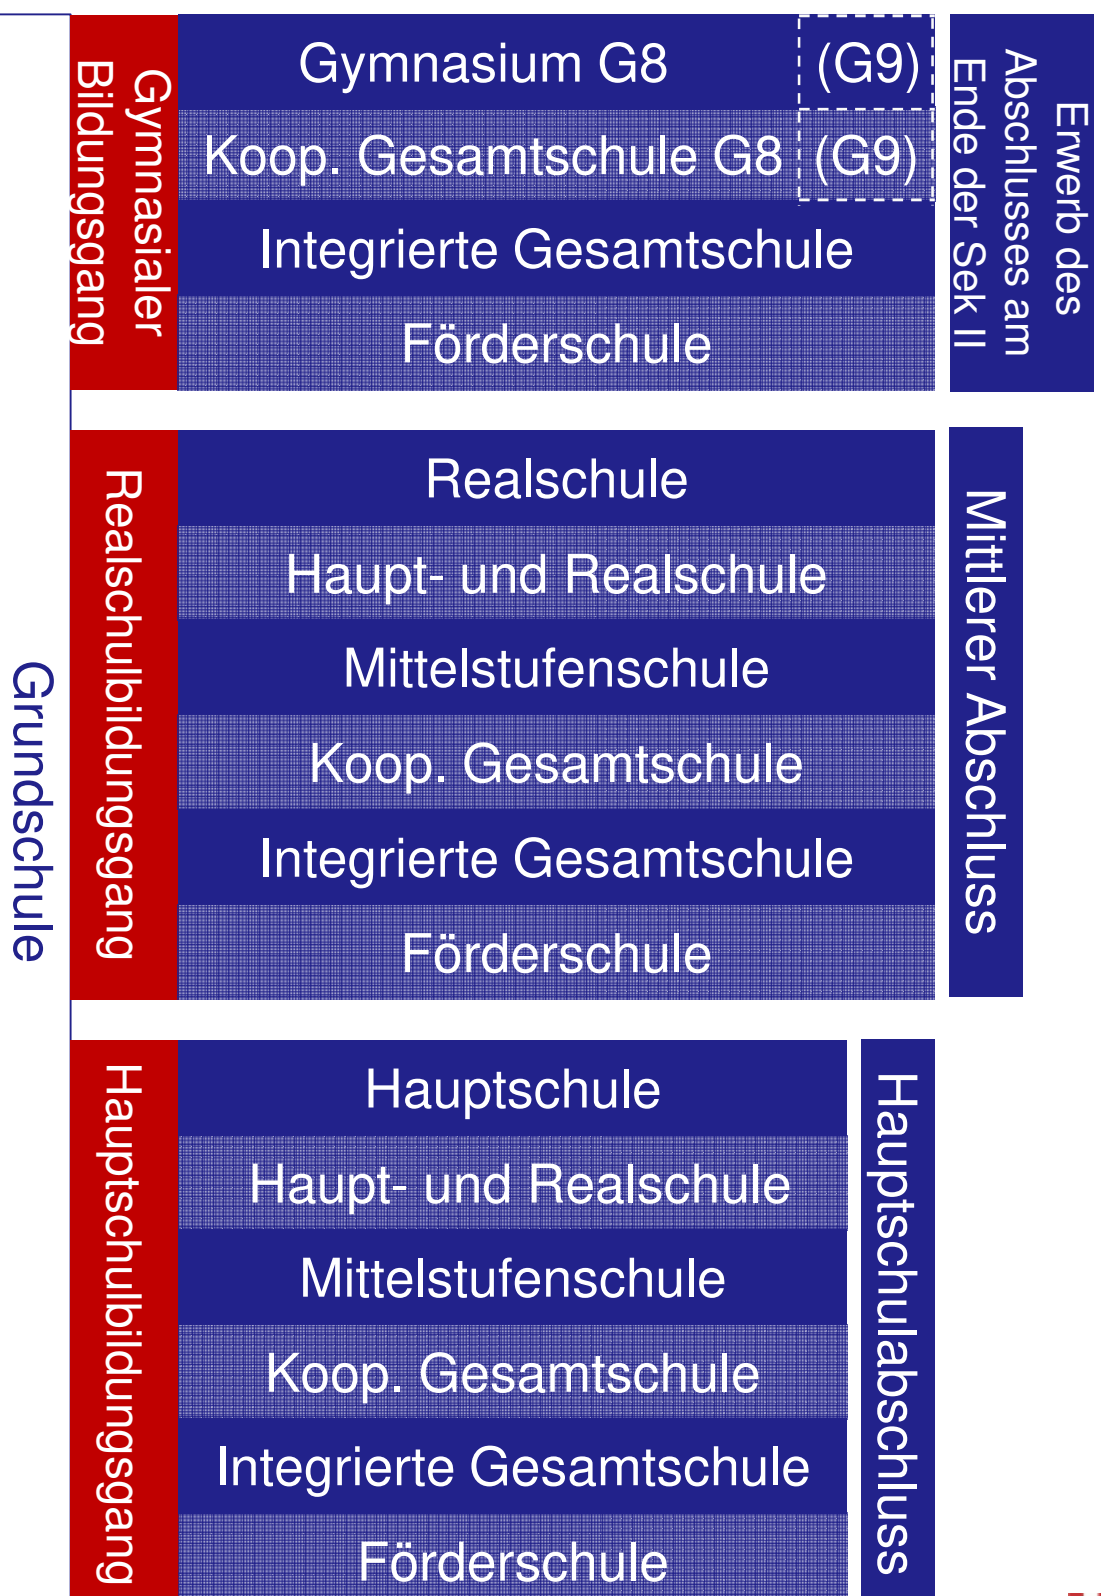 Grundschule
Gymnasialer
Bildungsgang
Gymnasium G8 (G9)
Koop. Gesamtschule G8 (G9)
Integrierte Gesamtschule
Förderschule
Erwerb des
Abschlusses am
Ende der Sek II
Realschulbildungsgang
Realschule
Haupt- und Realschule
Mittelstufenschule
Koop. Gesamtschule
Integrierte Gesamtschule
Förderschule
Mittlerer Abschluss
Hauptschulbildungsgang
Hauptschule
Haupt- und Realschule
Mittelstufenschule
Koop. Gesamtschule
Integrierte Gesamtschule
Förderschule
Hauptschulabschluss